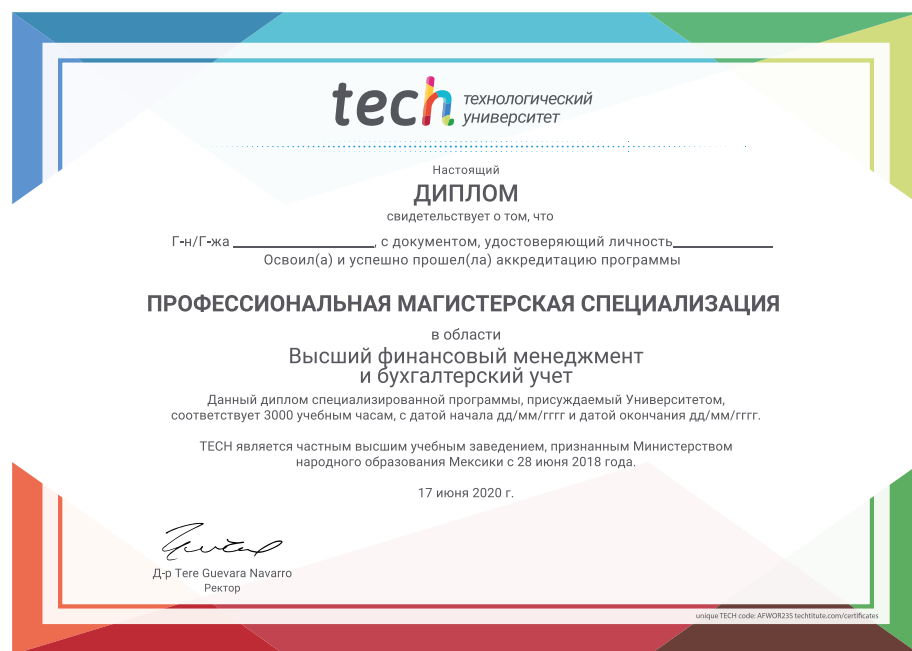 tech технологический
университет
Настоящий
ДИПЛОМ
свидетельствует о том, что
Г-н/Г-жа ____________________, с документом, удостоверяющий личность______________
Освоил(а) и успешно прошел(ла) аккредитацию программы
ПРОФЕССИОНАЛЬНАЯ МАГИСТЕРСКАЯ СПЕЦИАЛИЗАЦИЯ
в области
Высший финансовый менеджмент
и бухгалтерский учет
Данный диплом специализированной программы, присуждаемый Университетом,
соответствует 3000 учебным часам, с датой начала дд/мм/гггг и датой окончания дд/мм/гггг.
TECH является частным высшим учебным заведением, признанным Министерством
народного образования Мексики с 28 июня 2018 года.
17 июня 2020 г.
Д-р Tere Guevara Navarro
Ректор
unique TECH code: AFWOR23S techtitute.com/certificates